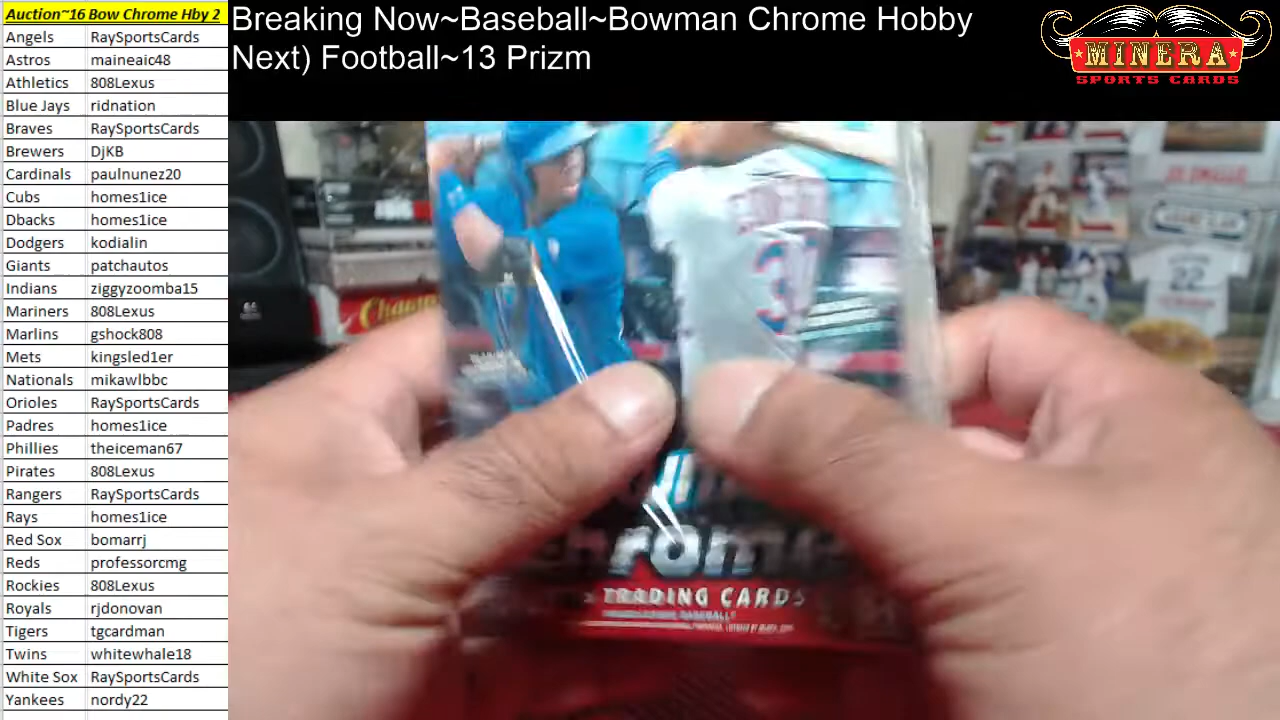 Auction~16 Bow Chrome Hby 2
Angels RaySportsCards
Astros maineaic48
Athletics 808Lexus
Blue Jays ridnation
Braves RaySportsCards
Brewers DjKB
Cardinals paulnunez20
Cubs homes1ice
Dbacks homes1ice
Dodgers kodialin
Giants patchautos
Indians ziggyzoomba15
Mariners 808Lexus
Marlins gshock808
Mets kingsled1er
Nationals mikawlbbc
Orioles RaySportsCards
Padres homes1ice
Phillies theiceman67
Pirates 808Lexus
Rangers RaySportsCards
Rays homes1ice
Red Sox bomarrj
Reds professorcmg
Rockies 808Lexus
Royals rjdonovan
Tigers tgcardman
Twins whitewhale18
White Sox RaySportsCards
Yankees nordy22
Breaking Now~Baseball~Bowman Chrome Hobby
Next) Football~13 Prizm
MINERA
SPORTS CARDS
22
TRADING CARDS